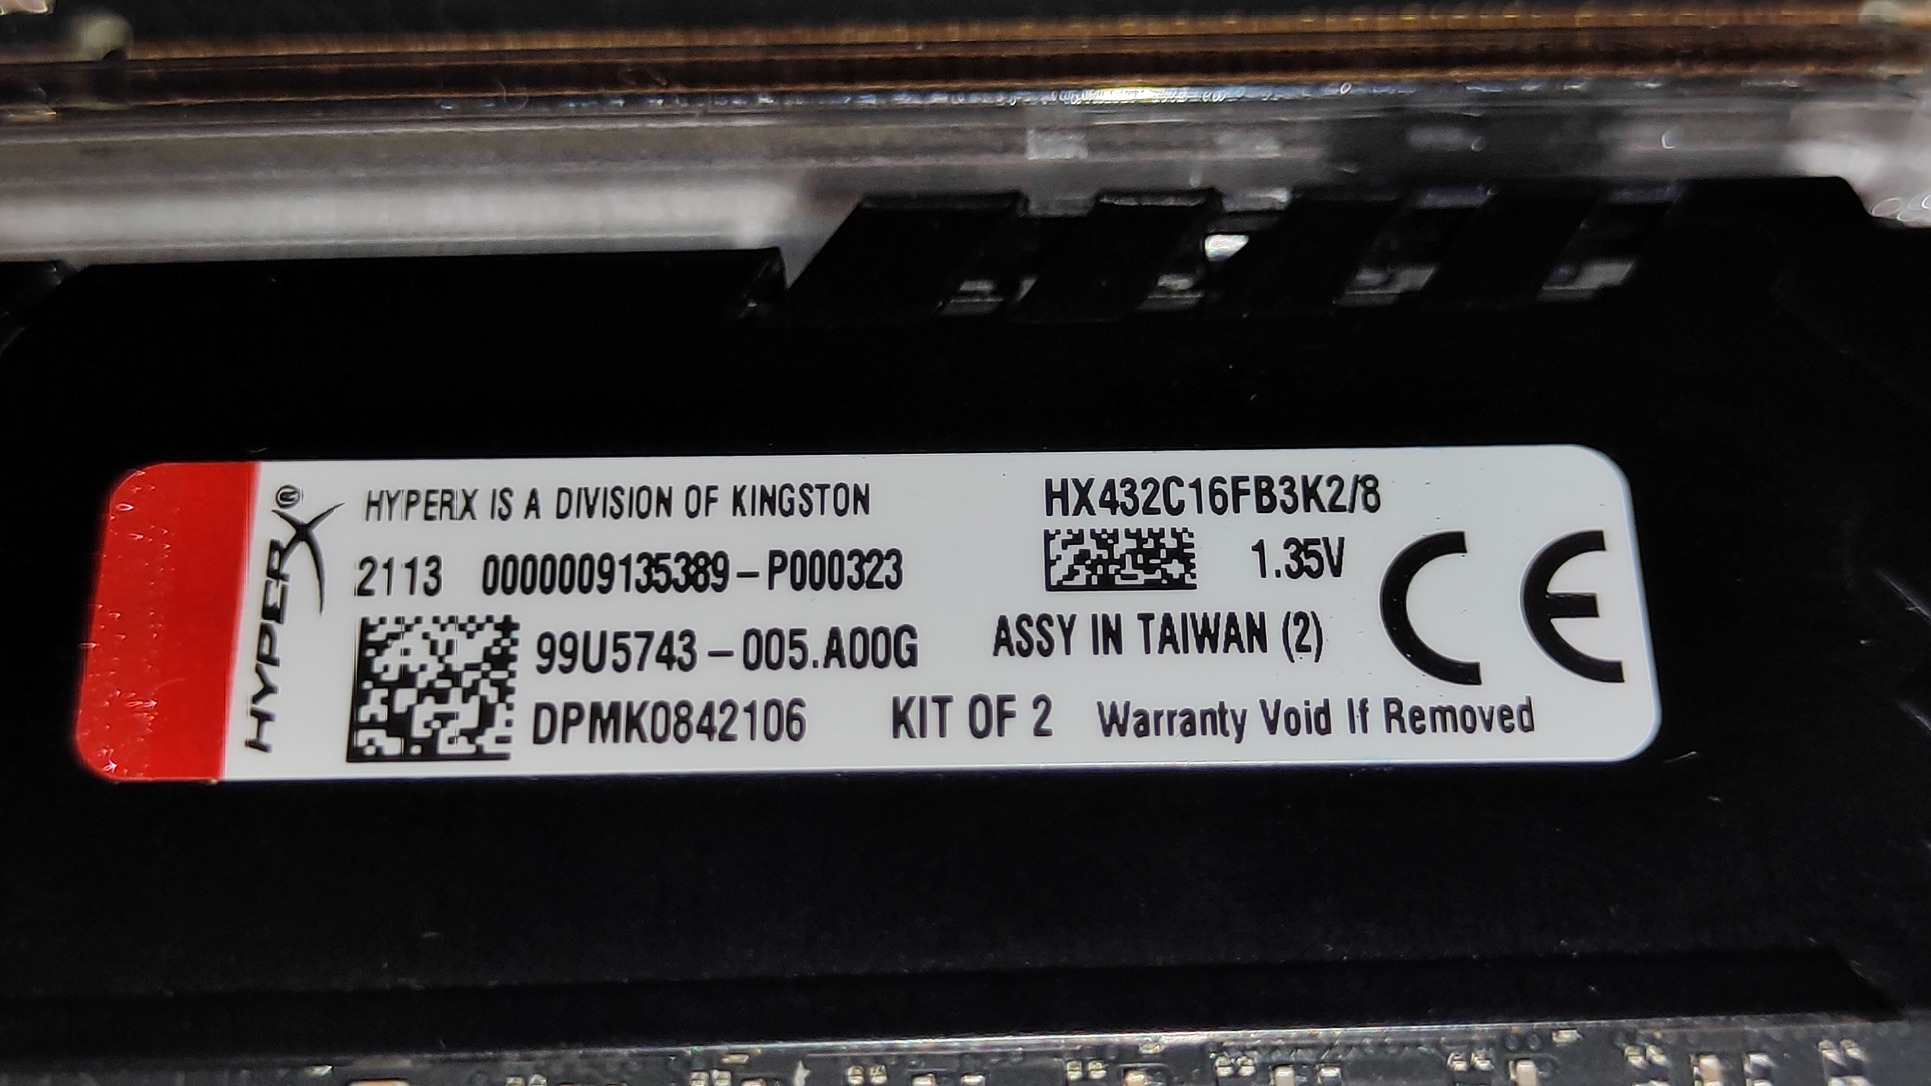 HYPERX®
HYPERX IS A DIVISION OF KINGSTON
HX432C16FB3K2/8
2113 0000009135389-P000323
1.35V
CE
99U5743-005.A00G
ASSY IN TAIWAN (2)
DPMK0842106
KIT OF 2 Warranty Void If Removed